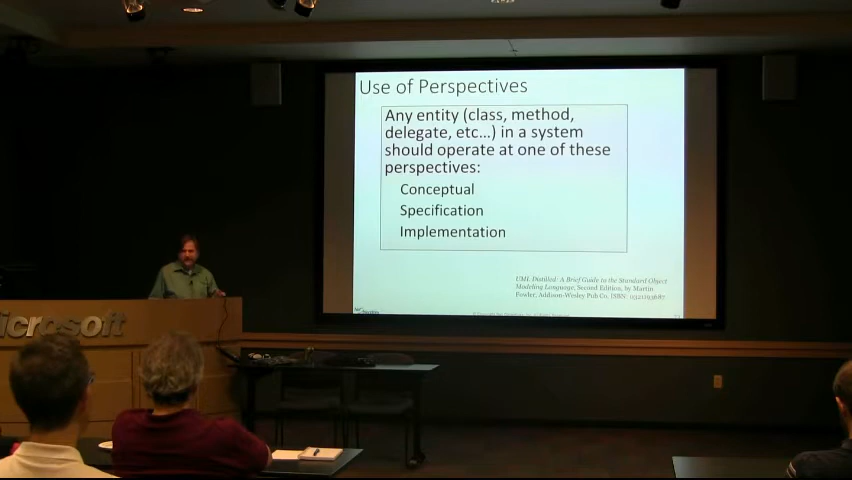 Use of Perspectives
Any entity (class, method,
delegate, etc...) in a system
should operate at one of these
perspectives:
Conceptual
Specification
Implementation
UML Distilled: A Brief Guide to the Standard Object
Modeling Language, Second Edition, by Martin
Fowler, Addison-Wesley Pub Co. ISBN:
icrosoft